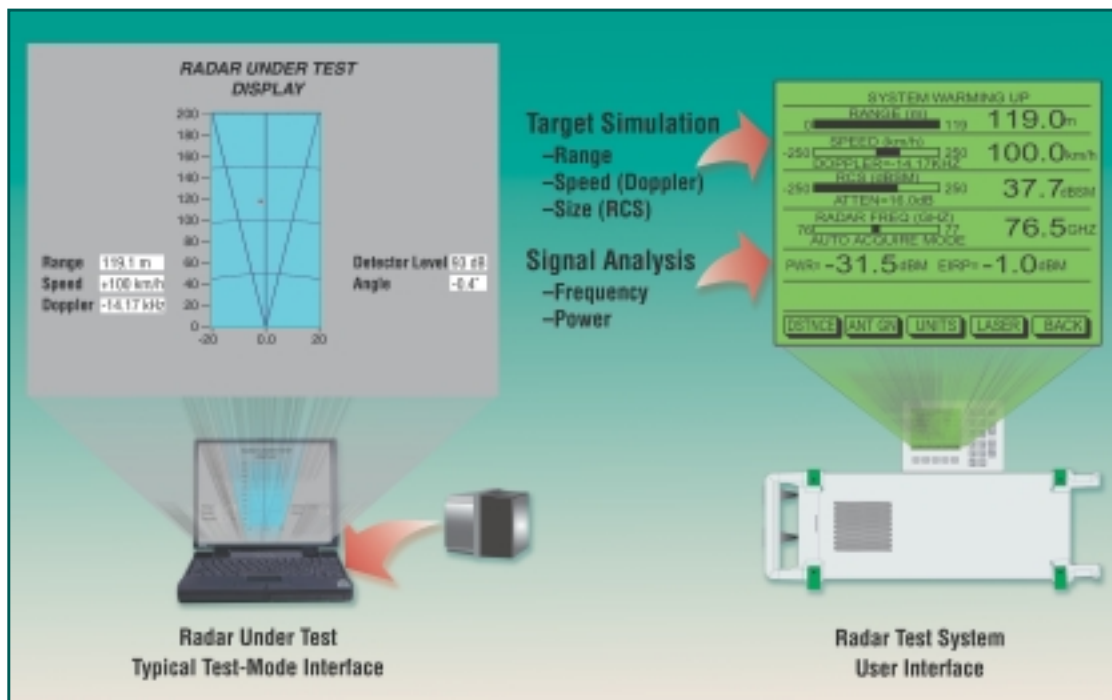 RADAR UNDER TEST
DISPLAY
200
180
160
140
120
100
80
60
40
20
0
-20 0.0 20
Range 119.1 m
Speed +100 km/h
Doppler -14.17 kHz
Detector Level 93 dB
Angle -0.4°
Target Simulation
–Range
–Speed (Doppler)
–Size (RCS)
Signal Analysis
–Frequency
–Power
SYSTEM WARMING UP
RANGE (m)
0 119 119.0m
SPEED (km/h)
-250 250 100.0km/h
DOPPLER=-14.17KHZ
RCS (dBSM)
-250 250 37.7dBSM
ATTEN=16.0dB
RADAR FREQ (GHZ)
76 77 76.5GHZ
AUTO ACQUIRE MODE
PWR= -31.5dBM EIRP= -1.0dBM
DSTNCE ANT GN UNITS LASER BACK
Radar Under Test
Typical Test-Mode Interface
Radar Test System
User Interface